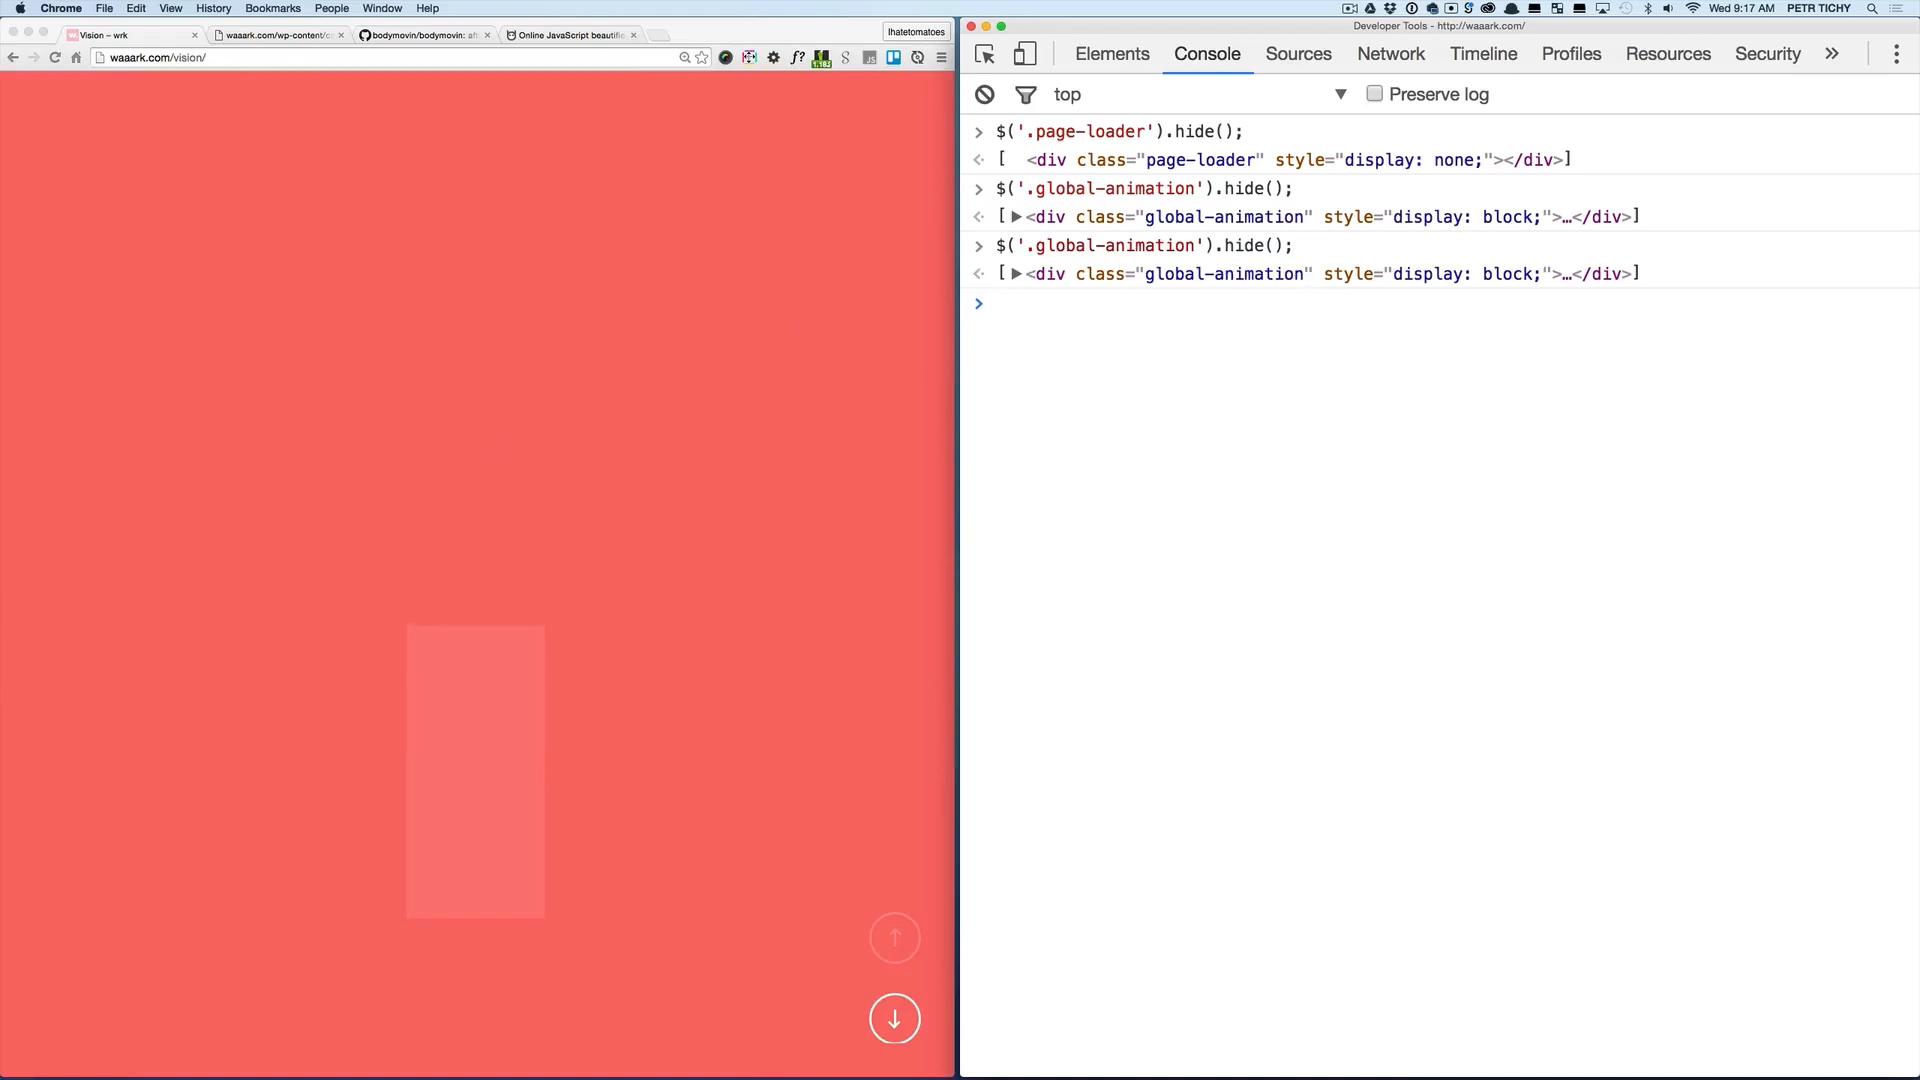 Chrome File Edit View History Bookmarks People Window Help
Wed 9:17 AM PETR TICHY
Vision – wrk
waaark.com/wp-content/c
bodymovin/bodymovin: aft
Online JavaScript beautifie
Ihatetomatoes
waaark.com/vision/
f?
Developer Tools - http://waaark.com/
Elements Console Sources Network Timeline Profiles Resources Security »
top ▼ Preserve log
> $('.page-loader').hide();
[ <div class="page-loader" style="display: none;"></div>]
> $('.global-animation').hide();
[▶<div class="global-animation" style="display: block;">…</div>]
> $('.global-animation').hide();
[▶<div class="global-animation" style="display: block;">…</div>]
>